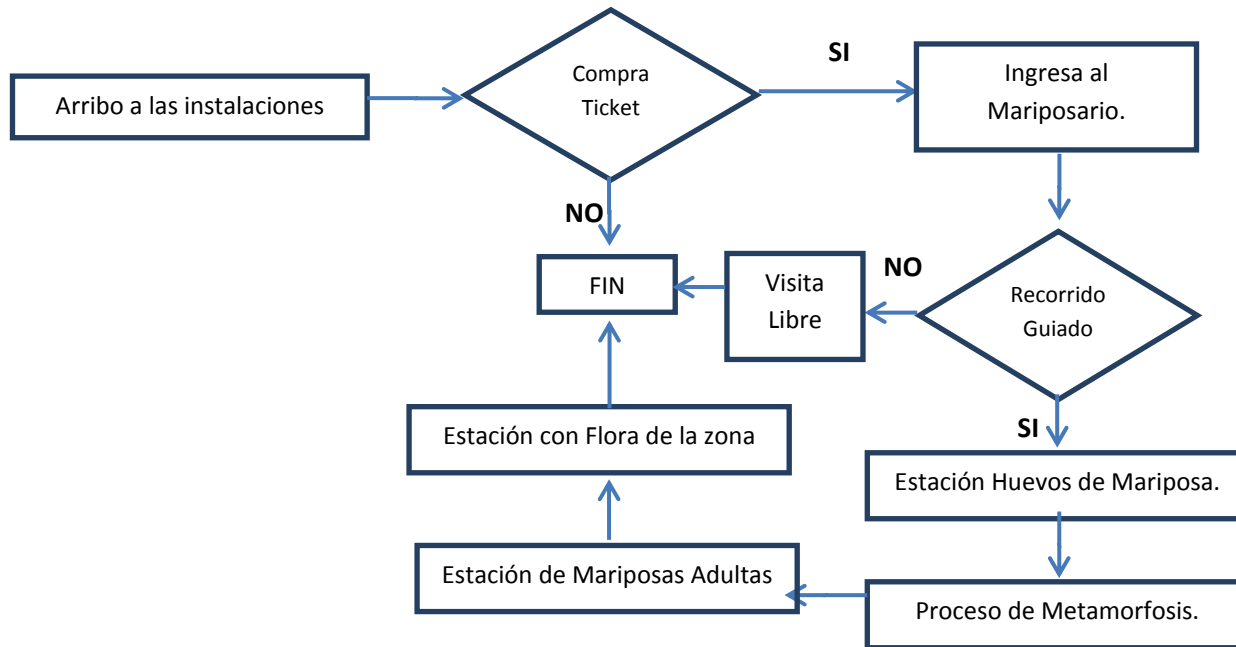 Arribo a las instalaciones
Compra
Ticket
SI
Ingresa al
Mariposario.
NO
FIN
Visita
Libre
NO
Recorrido
Guiado
SI
Estación con Flora de la zona
Estación Huevos de Mariposa.
Estación de Mariposas Adultas
Proceso de Metamorfosis.